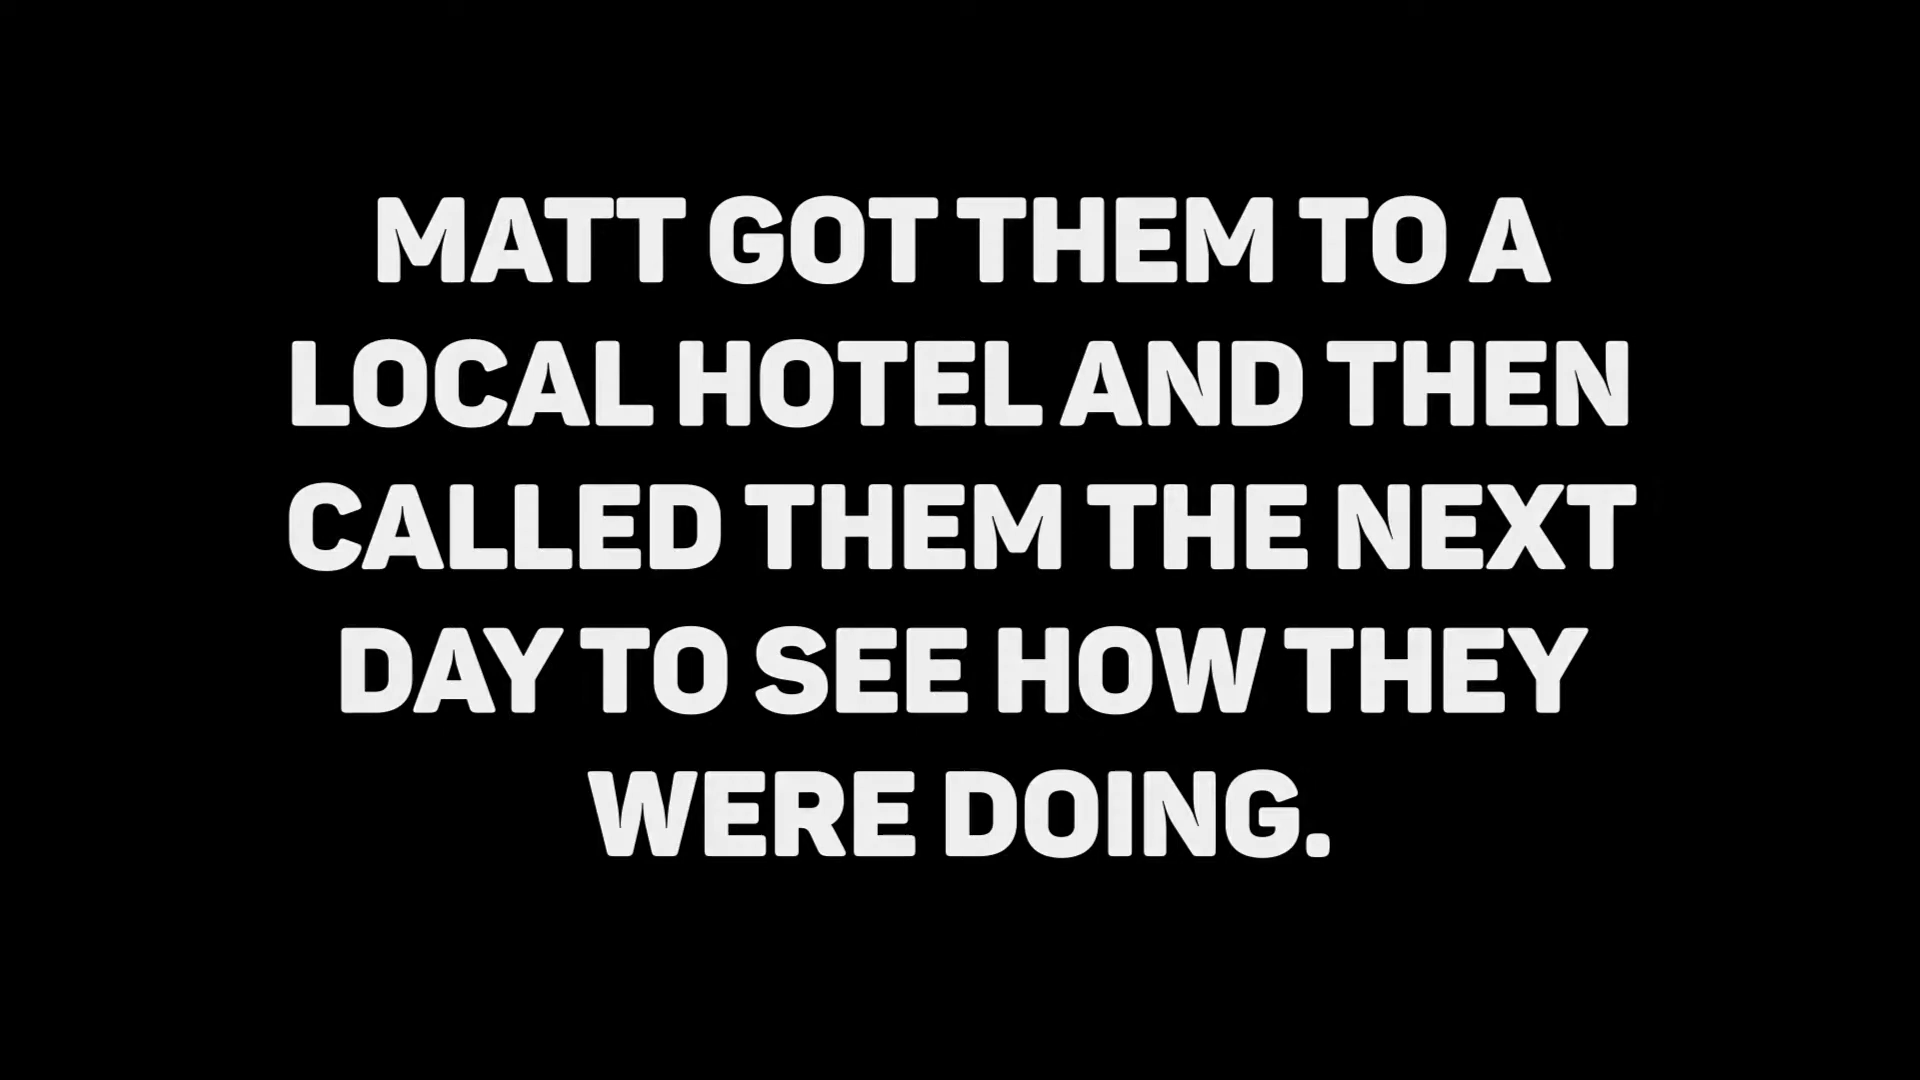 MATT GOT THEM TO A
LOCAL HOTEL AND THEN
CALLED THEM THE NEXT
DAY TO SEE HOW THEY
WERE DOING.